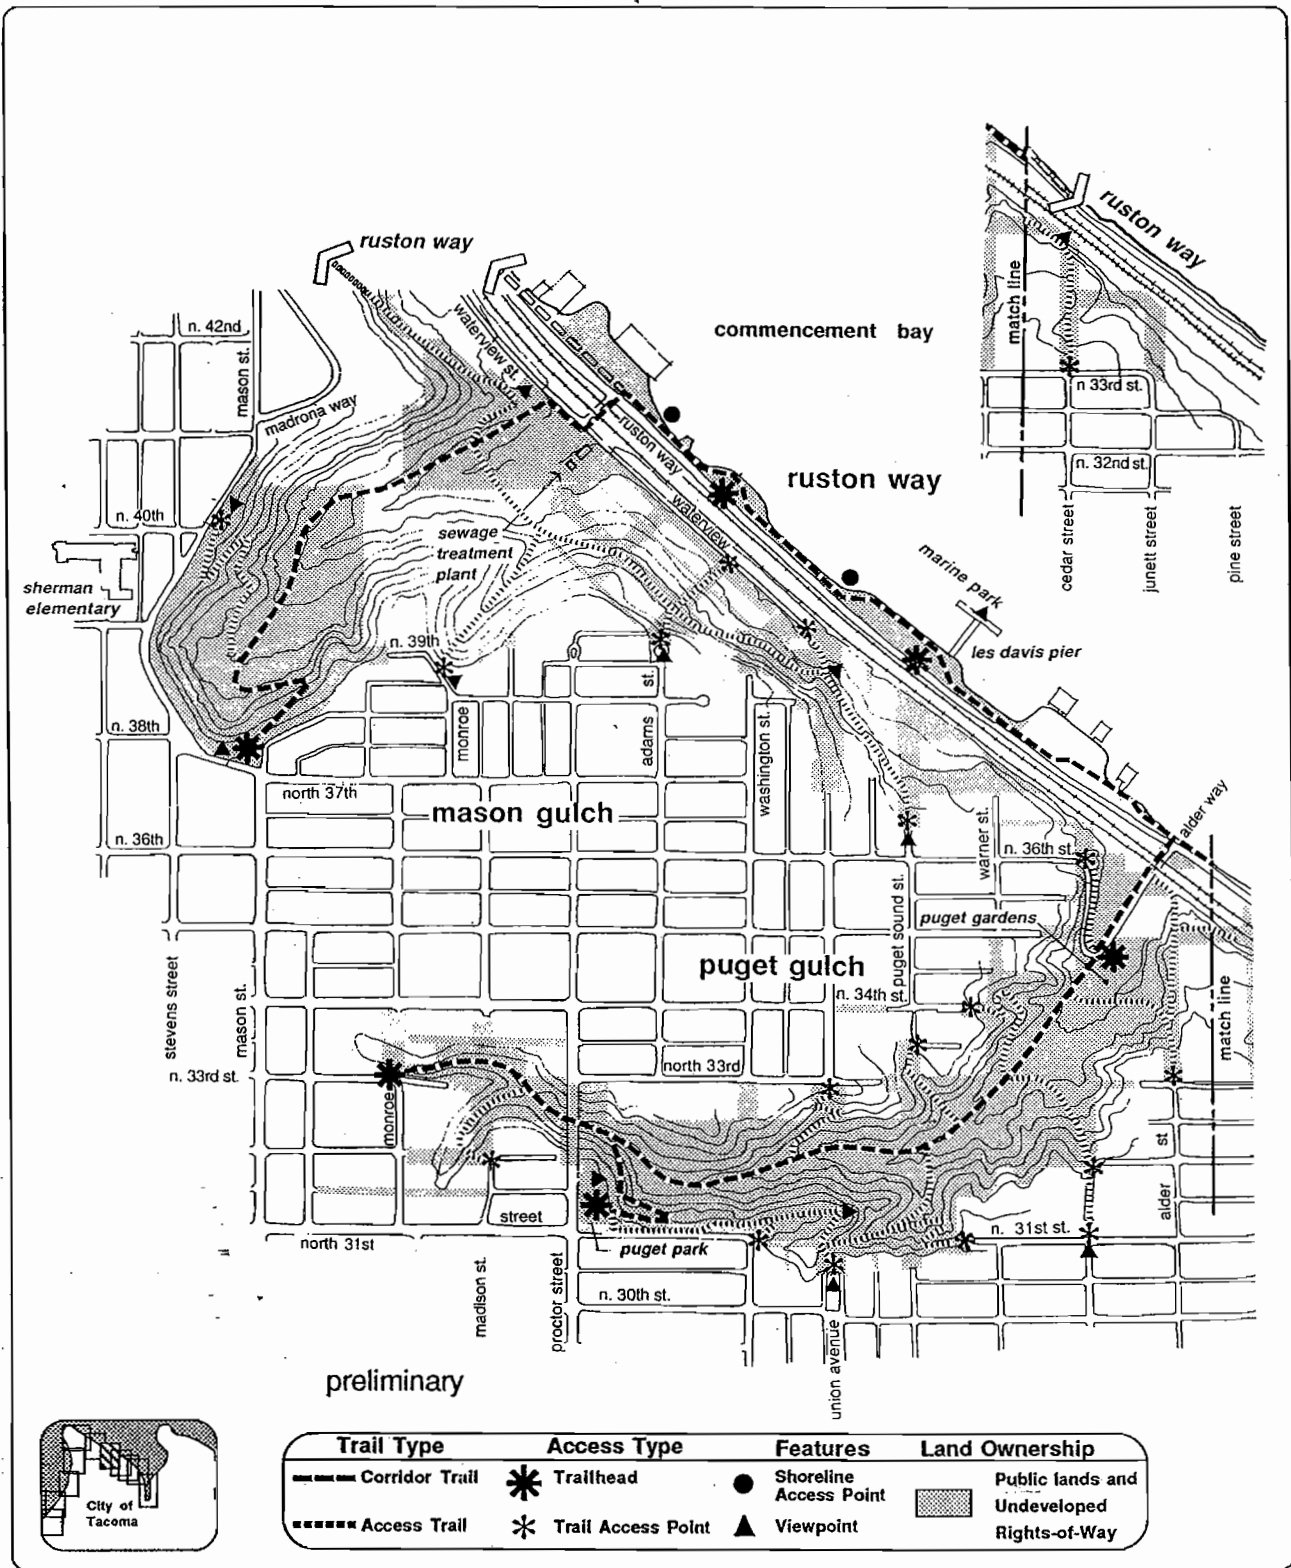 ruston way
ruston way
commencement bay
match line
n 33rd st.
n. 32nd st.
cedar street
junett street
pine street
n. 42nd
mason st.
madrona way
waterview st.
ruston way
ruston way
waterview
n. 40th
sherman
elementary
sewage
treatment
plant
marine park
les davis pier
n. 39th
n. 38th
monroe
adams
st.
washington st.
north 37th
mason gulch
n. 36th
warner st.
n. 36th st.
alder way
puget sound st.
puget gardens
puget gulch
n. 34th st.
stevens street
mason st.
match line
n. 33rd st.
north 33rd
monroe
alder
st
street
north 31st
puget park
n. 31st st.
madison st.
proctor street
n. 30th st.
union avenue
preliminary
City of
Tacoma
Trail Type
Corridor Trail
Access Trail
Access Type
Trailhead
Trail Access Point
Features
Shoreline
Access Point
Viewpoint
Land Ownership
Public lands and
Undeveloped
Rights-of-Way